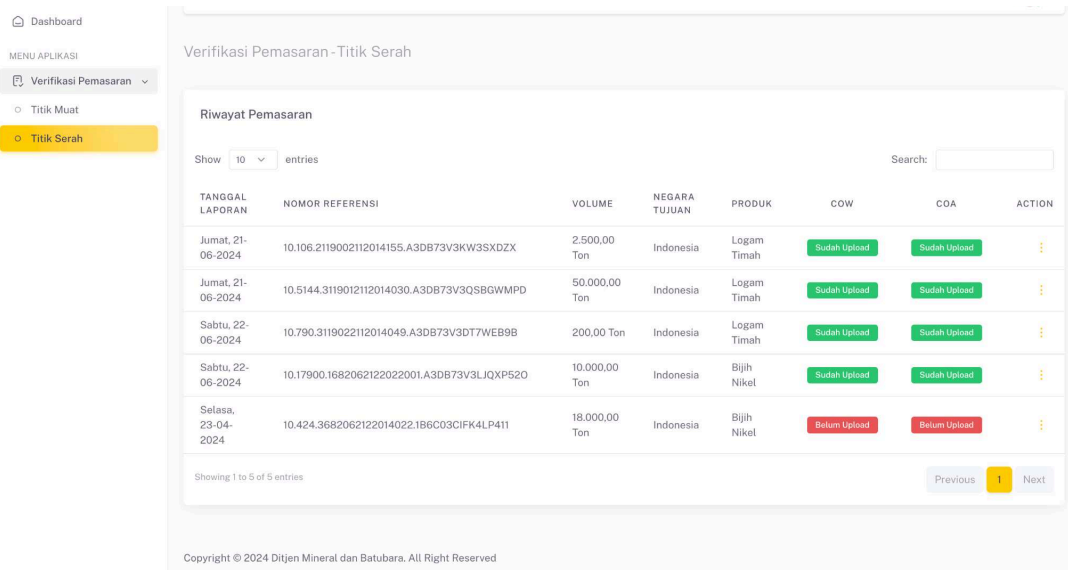 Dashboard
MENU APLIKASI
Verifikasi Pemasaran
Titik Muat
Titik Serah
Verifikasi Pemasaran - Titik Serah
Riwayat Pemasaran
Show 10 entries
Search:
TANGGAL LAPORAN NOMOR REFERENSI VOLUME NEGARA TUJUAN PRODUK COW COA ACTION
Jumat, 21-06-2024 10.106.2119002112014155.A3DB73V3KW3SXDZX 2.500,00 Ton Indonesia Logam Timah Sudah Upload Sudah Upload
Jumat, 21-06-2024 10.5144.3119012112014030.A3DB73V3QSBGWMPD 50.000,00 Ton Indonesia Logam Timah Sudah Upload Sudah Upload
Sabtu, 22-06-2024 10.790.3119022112014049.A3DB73V3DT7WEB9B 200,00 Ton Indonesia Logam Timah Sudah Upload Sudah Upload
Sabtu, 22-06-2024 10.17900.1682062122022001.A3DB73V3LJQXP52O 10.000,00 Ton Indonesia Bijih Nikel Sudah Upload Sudah Upload
Selasa, 23-04-2024 10.424.3682062122014022.1B6C03CIFK4LP411 18.000,00 Ton Indonesia Bijih Nikel Belum Upload Belum Upload
Showing 1 to 5 of 5 entries
Previous 1 Next
Copyright © 2024 Ditjen Mineral dan Batubara. All Right Reserved